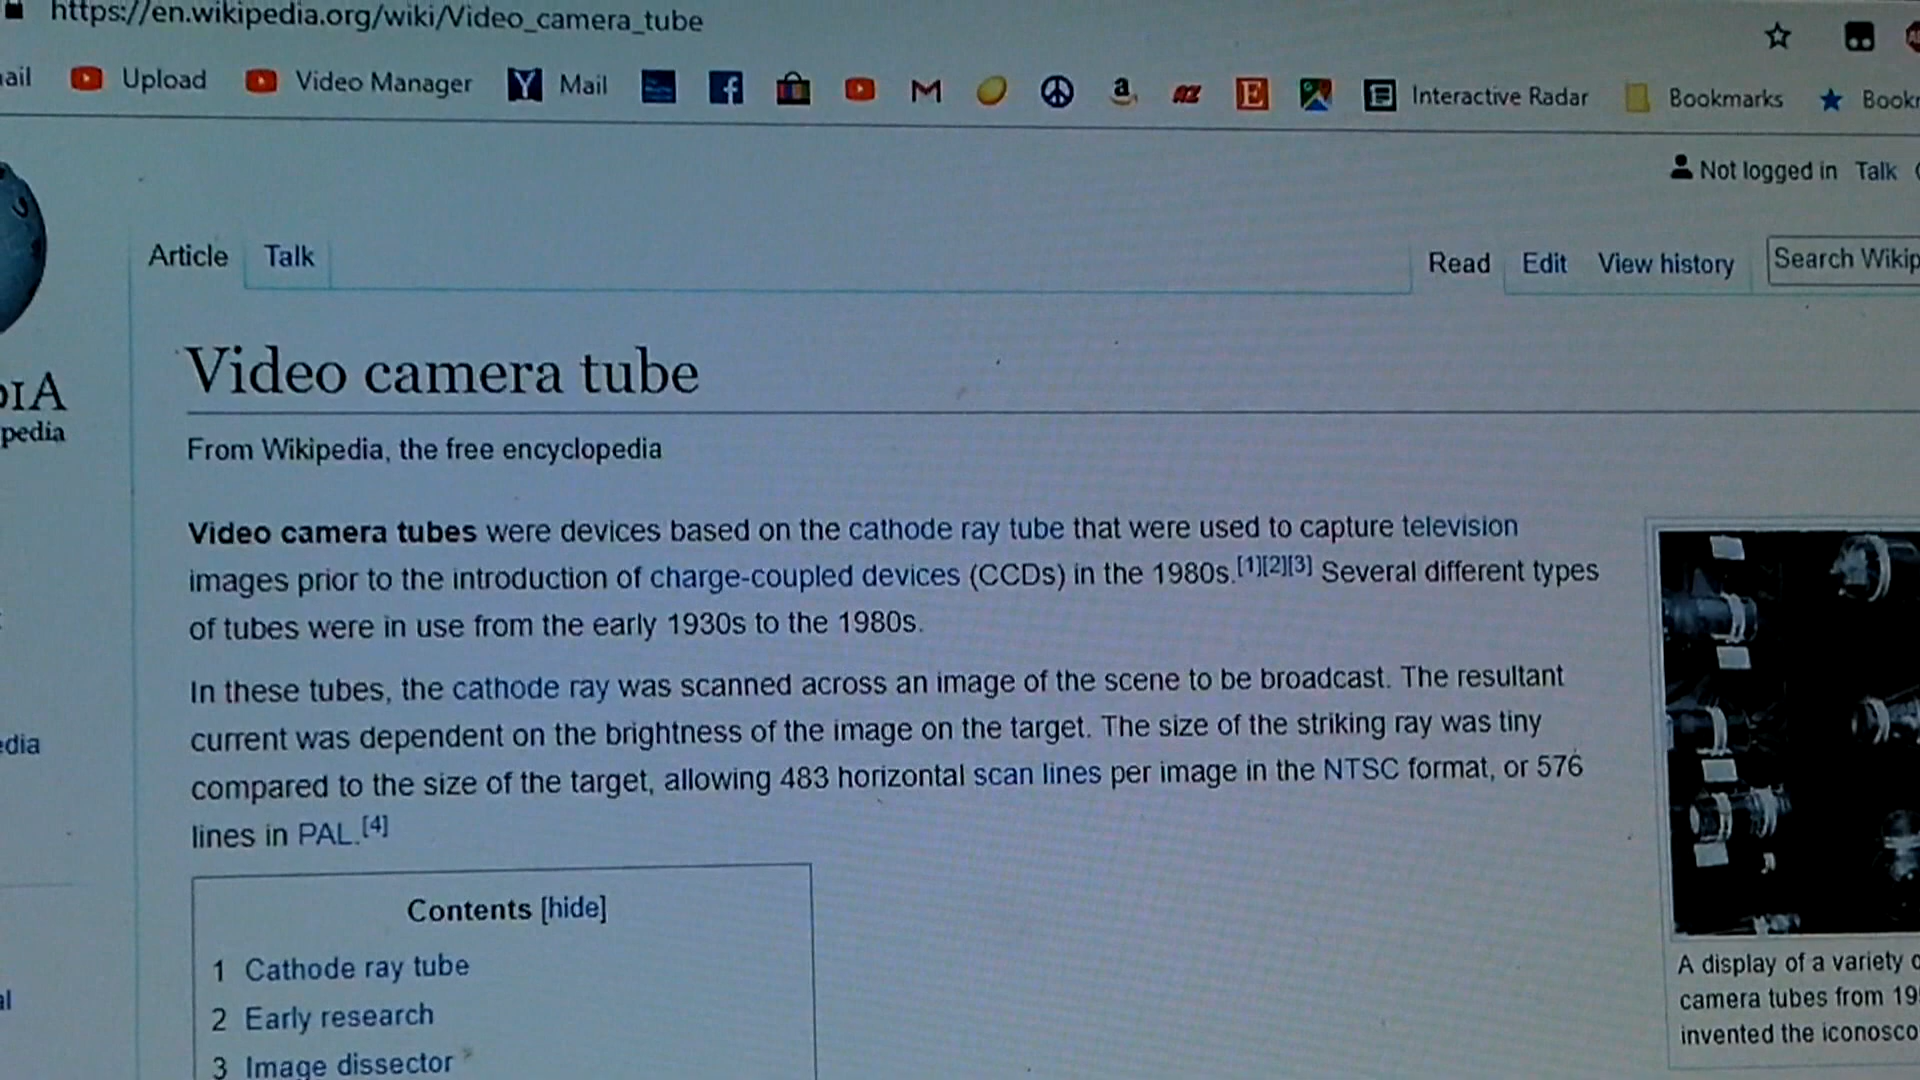 https://en.wikipedia.org/wiki/Video_camera_tube
ail Upload Video Manager Mail Interactive Radar Bookmarks Bookr
Not logged in Talk
Article Talk Read Edit View history Search Wikip
DIA
pedia
Video camera tube
From Wikipedia, the free encyclopedia
Video camera tubes were devices based on the cathode ray tube that were used to capture television
images prior to the introduction of charge-coupled devices (CCDs) in the 1980s.[1][2][3] Several different types
of tubes were in use from the early 1930s to the 1980s.
In these tubes, the cathode ray was scanned across an image of the scene to be broadcast. The resultant
current was dependent on the brightness of the image on the target. The size of the striking ray was tiny
compared to the size of the target, allowing 483 horizontal scan lines per image in the NTSC format, or 576
lines in PAL.[4]
edia
al
Contents [hide]
1 Cathode ray tube
2 Early research
3 Image dissector
A display of a variety o
camera tubes from 195
invented the iconosco